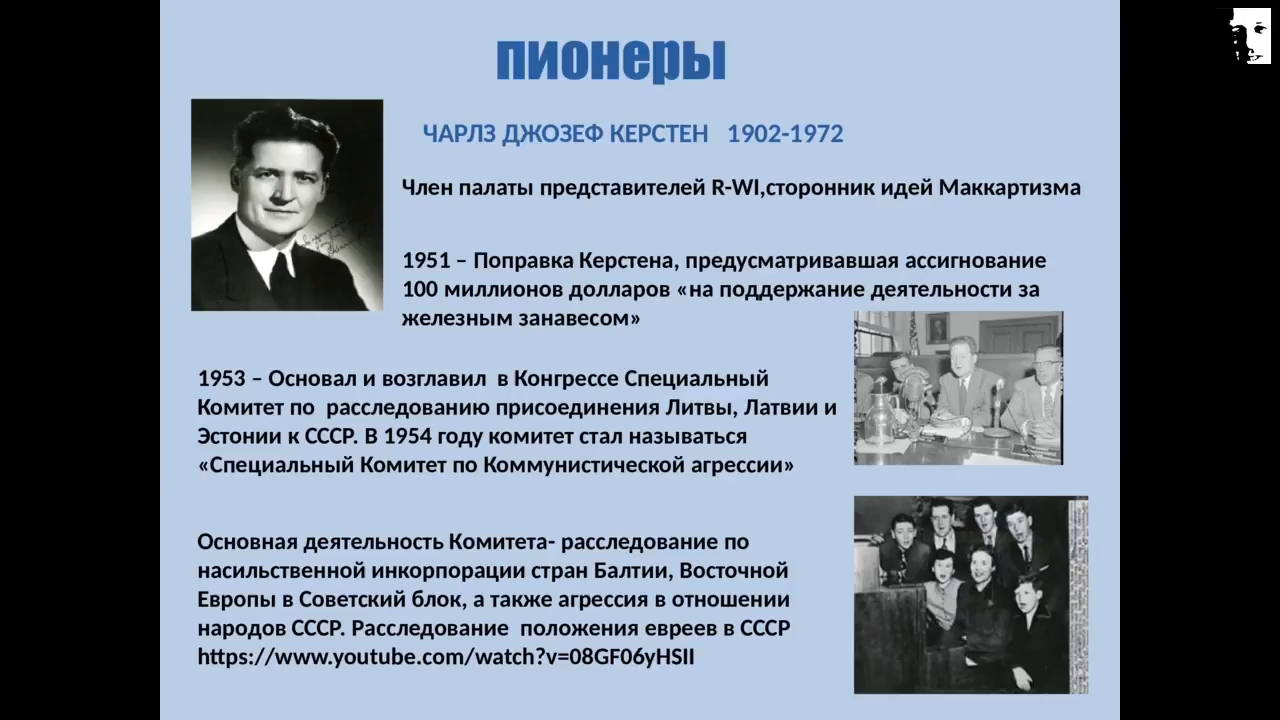 пионеры
ЧАРЛЗ ДЖОЗЕФ КЕРСТЕН 1902-1972
Член палаты представителей R-WI,сторонник идей Маккартизма
1951 – Поправка Керстена, предусматривавшая ассигнование
100 миллионов долларов «на поддержание деятельности за
железным занавесом»
1953 – Основал и возглавил в Конгрессе Специальный
Комитет по расследованию присоединения Литвы, Латвии и
Эстонии к СССР. В 1954 году комитет стал называться
«Специальный Комитет по Коммунистической агрессии»
Основная деятельность Комитета- расследование по
насильственной инкорпорации стран Балтии, Восточной
Европы в Советский блок, а также агрессия в отношении
народов СССР. Расследование положения евреев в СССР
https://www.youtube.com/watch?v=08GF06yHSII